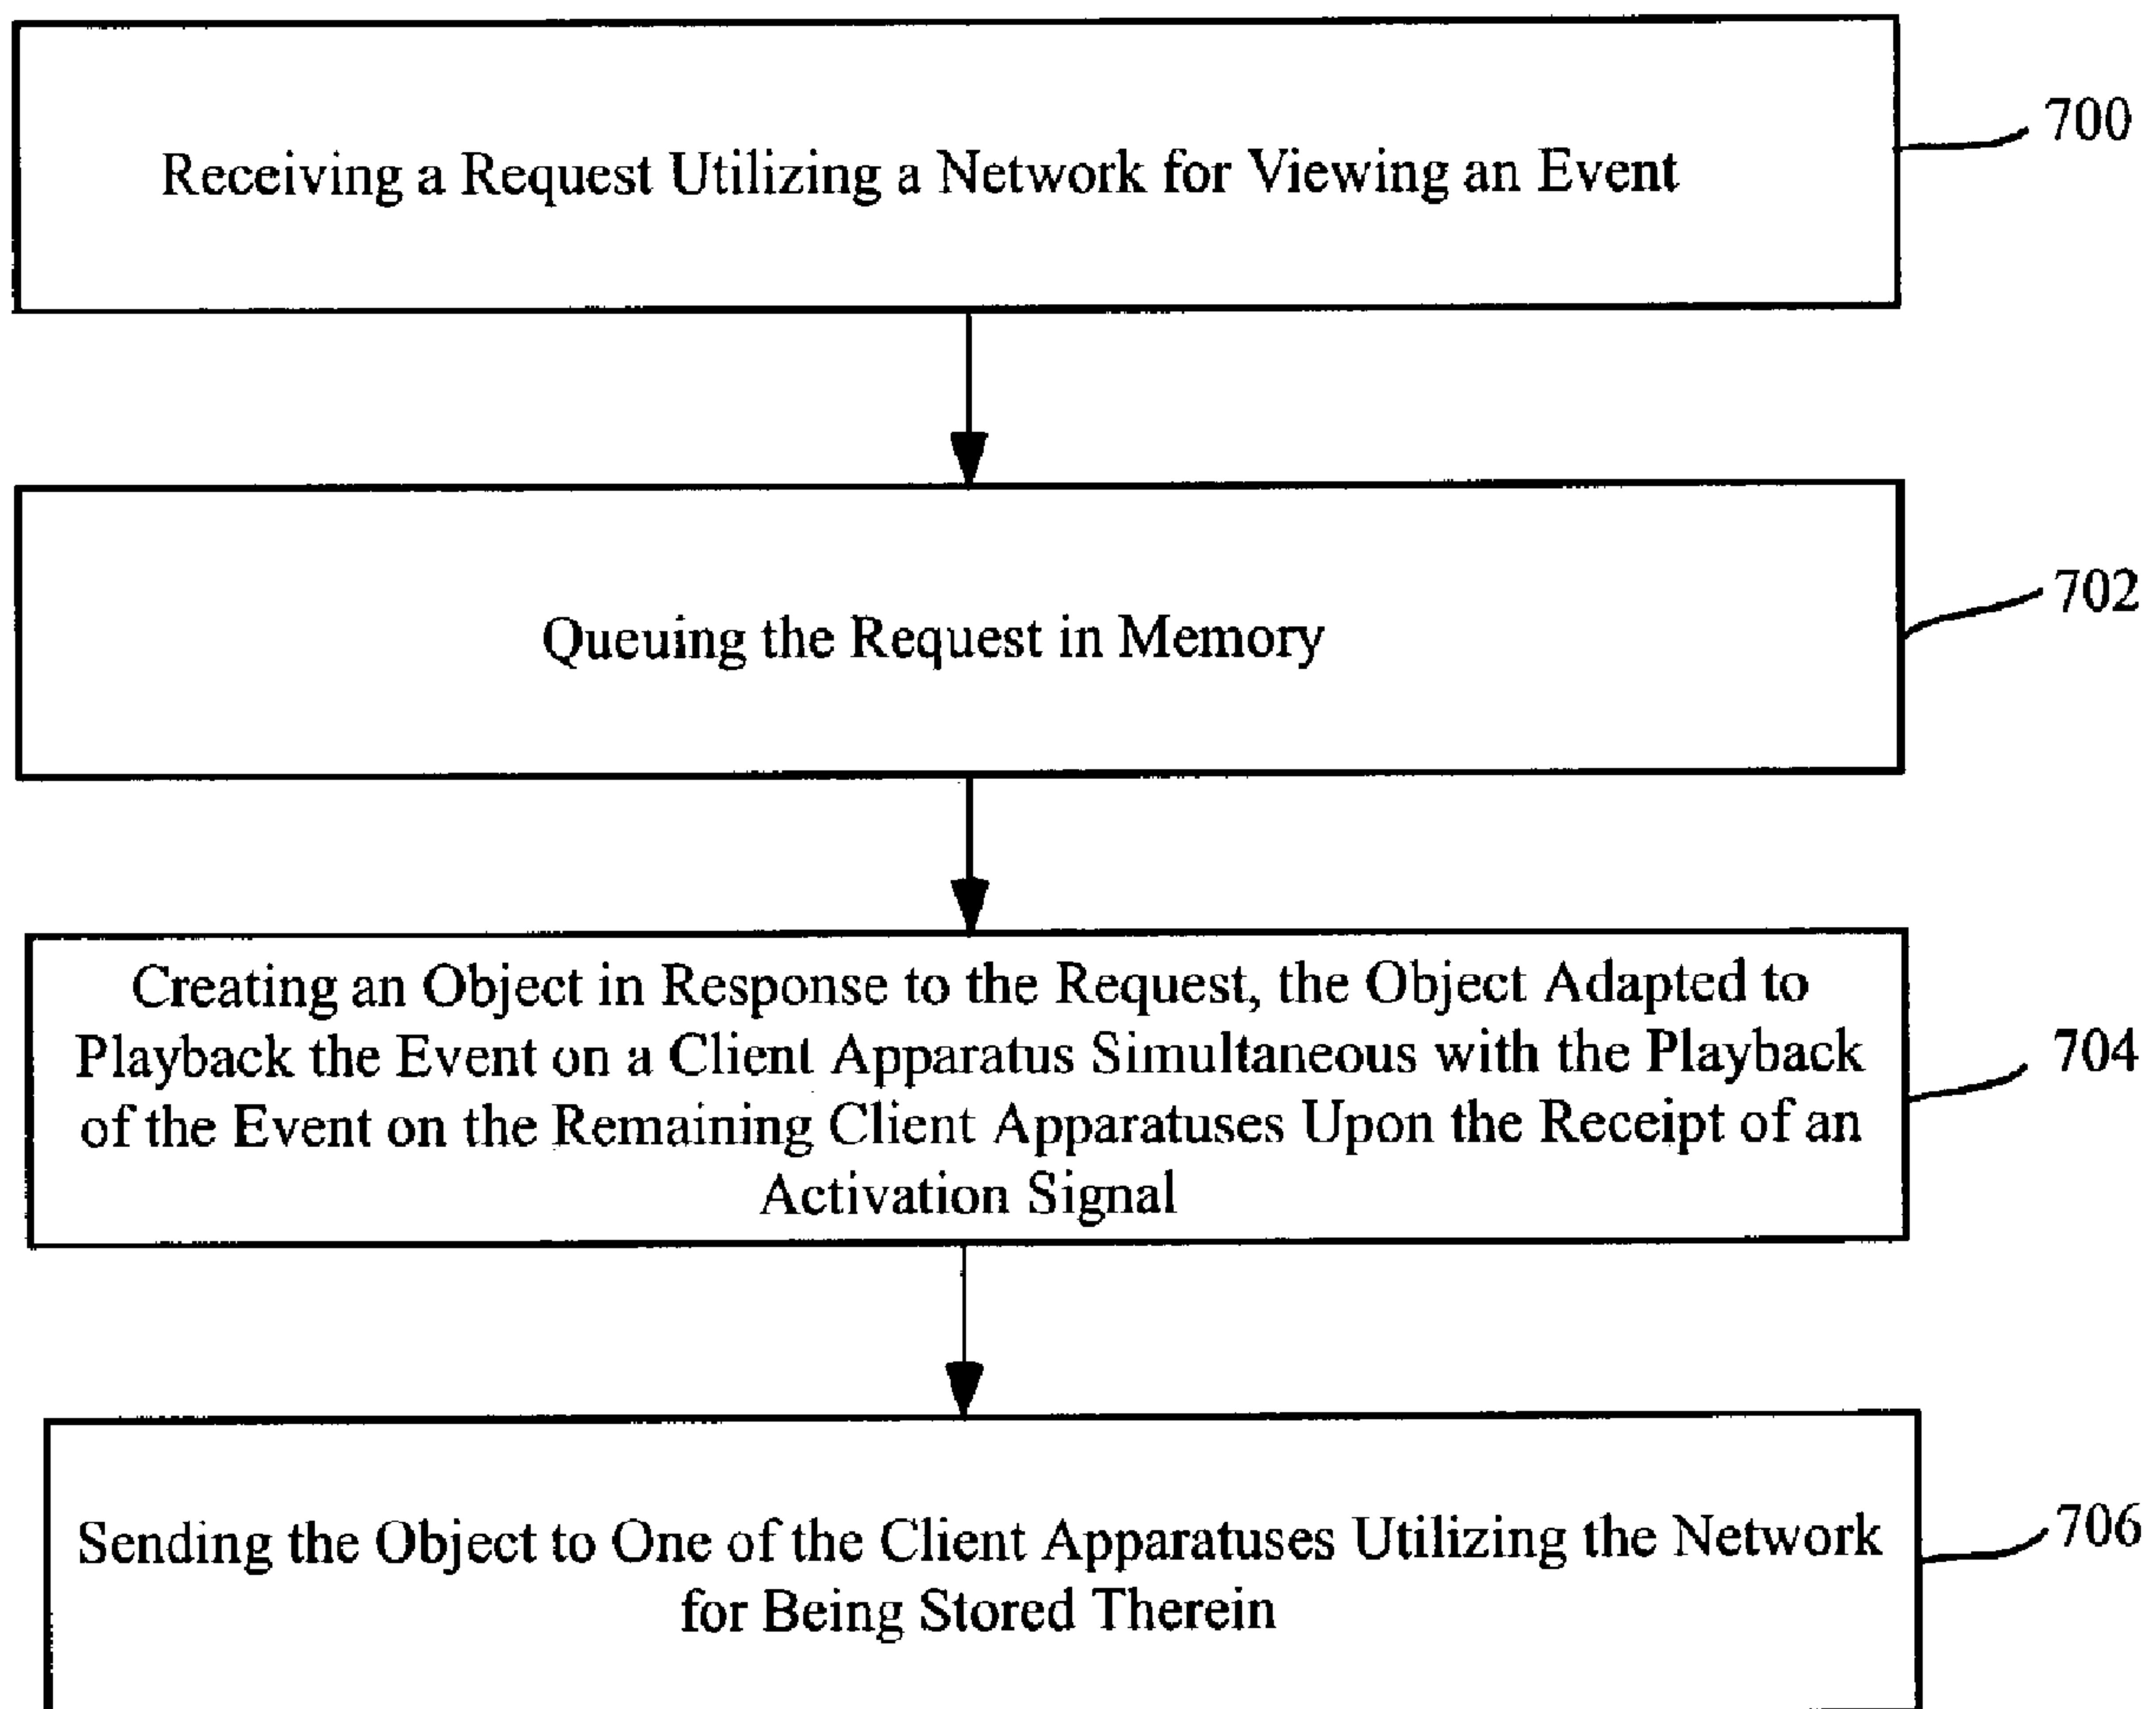 Receiving a Request Utilizing a Network for Viewing an Event
700
Queuing the Request in Memory
702
Creating an Object in Response to the Request, the Object Adapted to
Playback the Event on a Client Apparatus Simultaneous with the Playback
of the Event on the Remaining Client Apparatuses Upon the Receipt of an
Activation Signal
704
Sending the Object to One of the Client Apparatuses Utilizing the Network
for Being Stored Therein
706